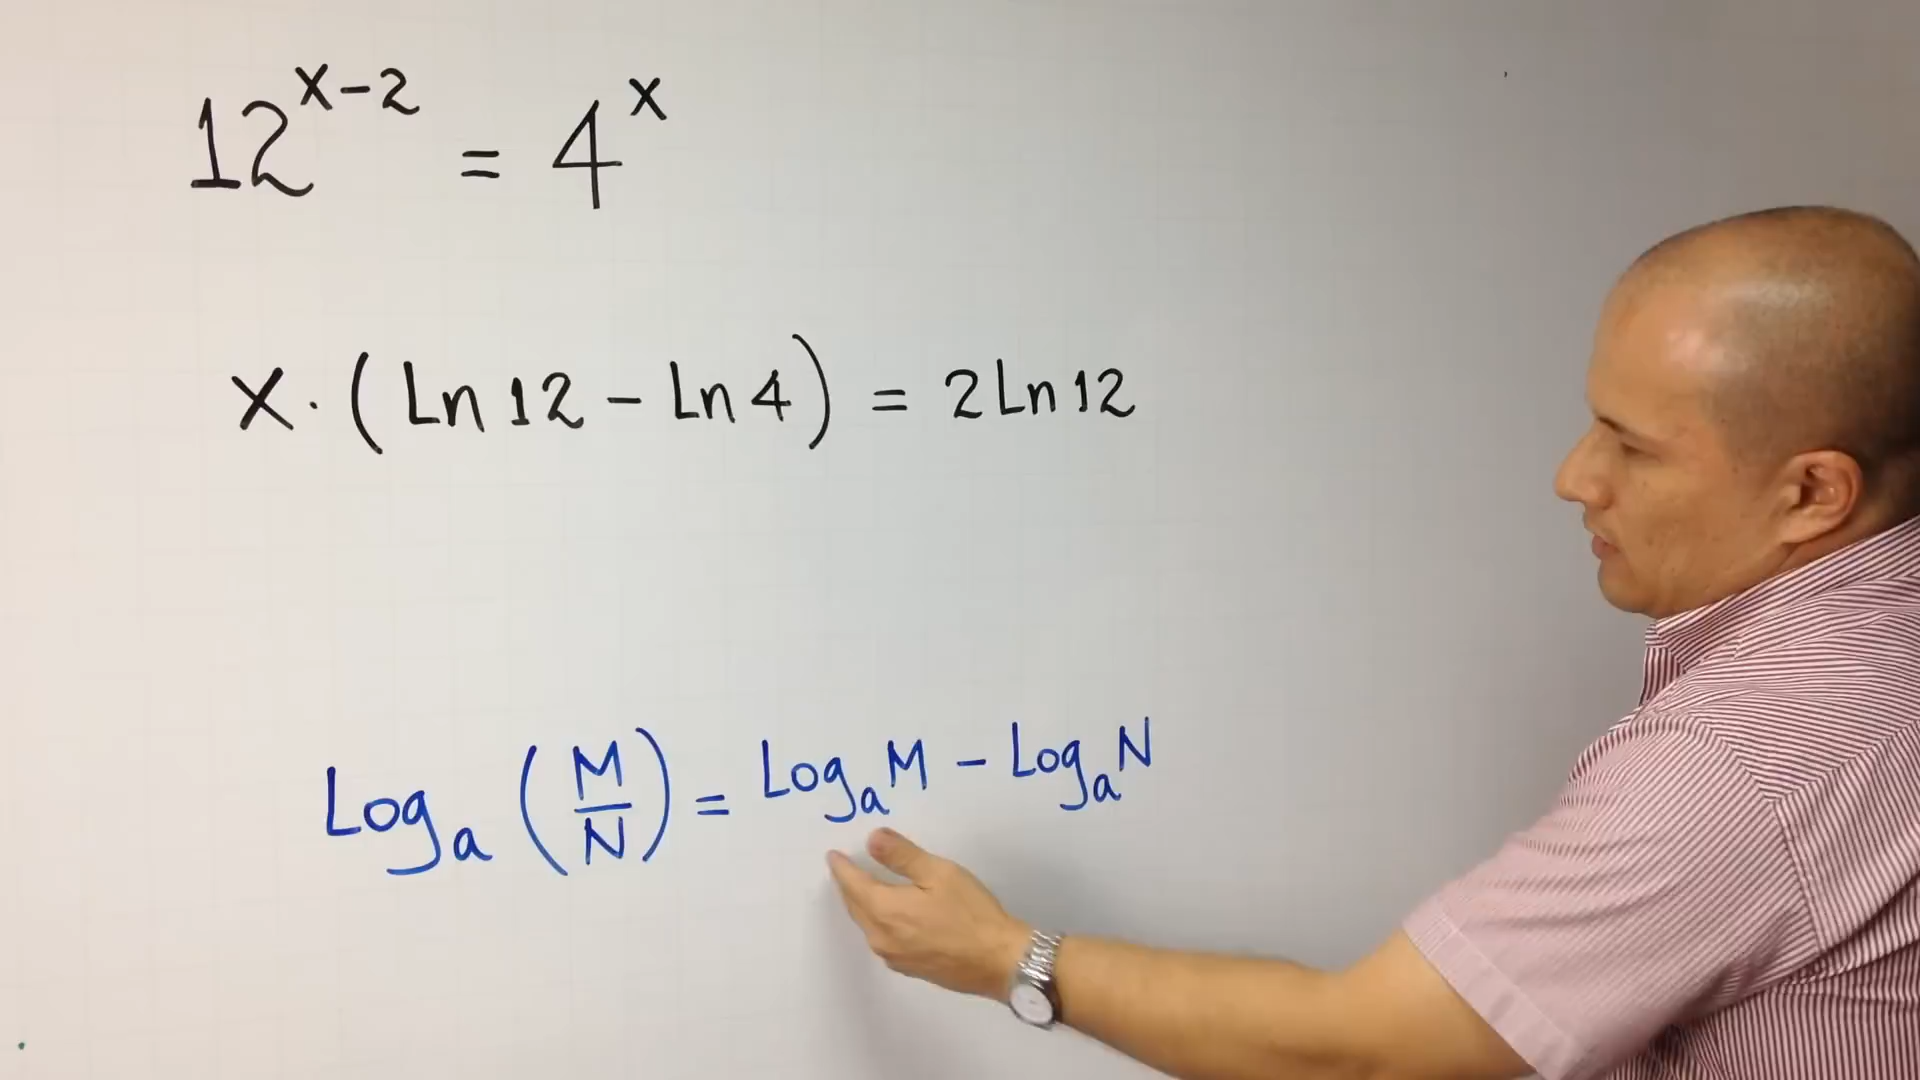 12^{x-2} = 4^x
x · (Ln 12 - Ln 4) = 2 Ln 12
Log_a (M/N) = Log_a M - Log_a N